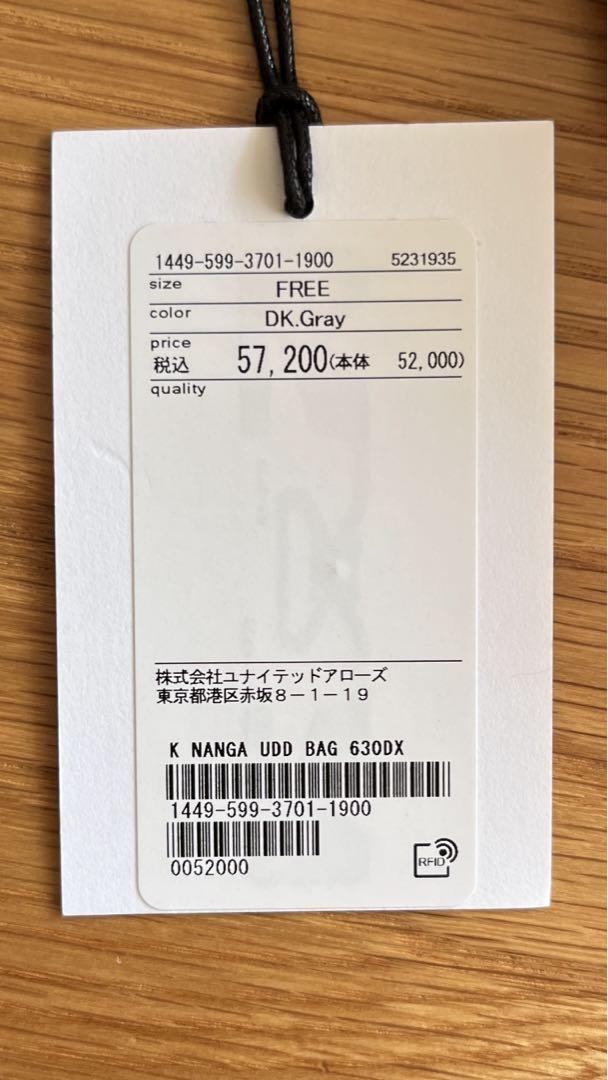 1449-599-3701-1900 5231935
size FREE
color DK.Gray
price
税込 57,200(本体 52,000)
quality
株式会社ユナイテッドアローズ
東京都港区赤坂8-1-19
K NANGA UDD BAG 630DX
1449-599-3701-1900
0052000
RFID